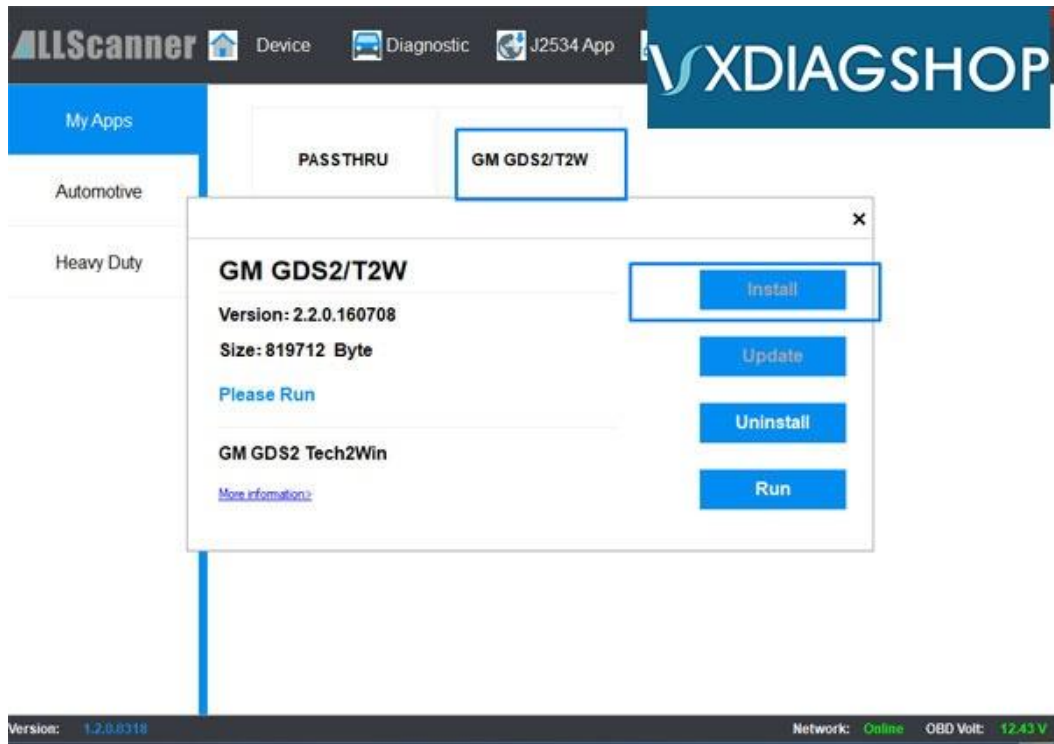 ALLScanner
Device
Diagnostic
J2534 App
VXDIAGSHOP
My Apps
Automotive
Heavy Duty
PASSTHRU
GM GDS2/T2W
×
GM GDS2/T2W
Version: 2.2.0.160708
Size: 819712 Byte
Please Run
GM GDS2 Tech2Win
More information>
Install
Update
Uninstall
Run
Version: 1.2.0.8318
Network: Online
OBD Volt: 12.43 V